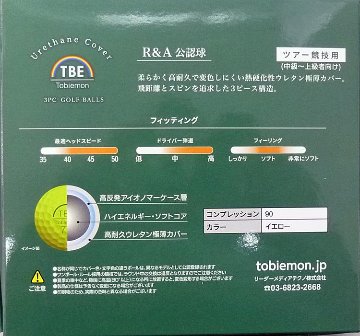 Urethane Cover
TBE
Tobiemon
3PC GOLF BALLS
R&A 公認球
ツアー競技用
(中級〜上級者向け)
柔らかく高耐久で変色しにくい熱硬化性ウレタン極薄カバー。
飛距離とスピンを追求した3ピース構造。
フィッティング
最適ヘッドスピード
35 40 45 50
ドライバー弾道
低 中 高
フィーリング
しっかり ソフト 非常にソフト
TBE
高反発アイオノマーケース層
ハイエネルギー・ソフトコア
高耐久ウレタン極薄カバー
イメージ図
コンプレッション 90
カラー イエロー
ご注意
tobiemon.jp
リーダーメディアテクノ株式会社
☎03-6823-2668